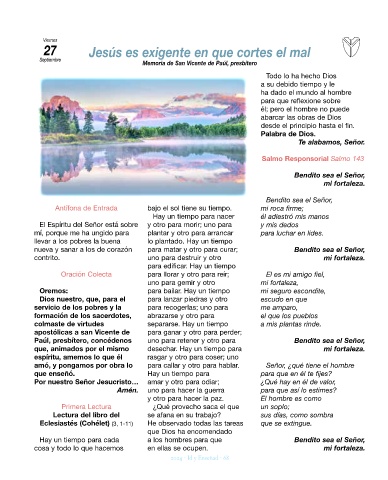 Viernes
27
Septiembre
Jesús es exigente en que cortes el mal
Memoria de San Vicente de Paúl, presbítero
Antífona de Entrada
El Espíritu del Señor está sobre
mí, porque me ha ungido para
llevar a los pobres la buena
nueva y sanar a los de corazón
contrito.
Oración Colecta
Oremos:
Dios nuestro, que, para el
servicio de los pobres y la
formación de los sacerdotes,
colmaste de virtudes
apostólicas a san Vicente de
Paúl, presbítero, concédenos
que, animados por el mismo
espíritu, amemos lo que él
amó, y pongamos por obra lo
que enseñó.
Por nuestro Señor Jesucristo…
Amén.
Primera Lectura
Lectura del libro del
Eclesiastés (Cohélet) (3, 1-11)
Hay un tiempo para cada
cosa y todo lo que hacemos
bajo el sol tiene su tiempo.
Hay un tiempo para nacer
y otro para morir; uno para
plantar y otro para arrancar
lo plantado. Hay un tiempo
para matar y otro para curar;
uno para destruir y otro
para edificar. Hay un tiempo
para llorar y otro para reír;
uno para gemir y otro
para bailar. Hay un tiempo
para lanzar piedras y otro
para recogerlas; uno para
abrazarse y otro para
separarse. Hay un tiempo
para ganar y otro para perder;
uno para retener y otro para
desechar. Hay un tiempo para
rasgar y otro para coser; uno
para callar y otro para hablar.
Hay un tiempo para
amar y otro para odiar;
uno para hacer la guerra
y otro para hacer la paz.
¿Qué provecho saca el que
se afana en su trabajo?
He observado todas las tareas
que Dios ha encomendado
a los hombres para que
en ellas se ocupen.
Todo lo ha hecho Dios
a su debido tiempo y le
ha dado el mundo al hombre
para que reflexione sobre
él; pero el hombre no puede
abarcar las obras de Dios
desde el principio hasta el fin.
Palabra de Dios.
Te alabamos, Señor.
Salmo Responsorial Salmo 143
Bendito sea el Señor,
mi fortaleza.
Bendito sea el Señor,
mi roca firme;
él adiestró mis manos
y mis dedos
para luchar en lides.
Bendito sea el Señor,
mi fortaleza.
El es mi amigo fiel,
mi fortaleza,
mi seguro escondite,
escudo en que
me amparo,
el que los pueblos
a mis plantas rinde.
Bendito sea el Señor,
mi fortaleza.
Señor, ¿qué tiene el hombre
para que en él te fijes?
¿Qué hay en él de valor,
para que así lo estimes?
El hombre es como
un soplo;
sus días, como sombra
que se extingue.
Bendito sea el Señor,
mi fortaleza.